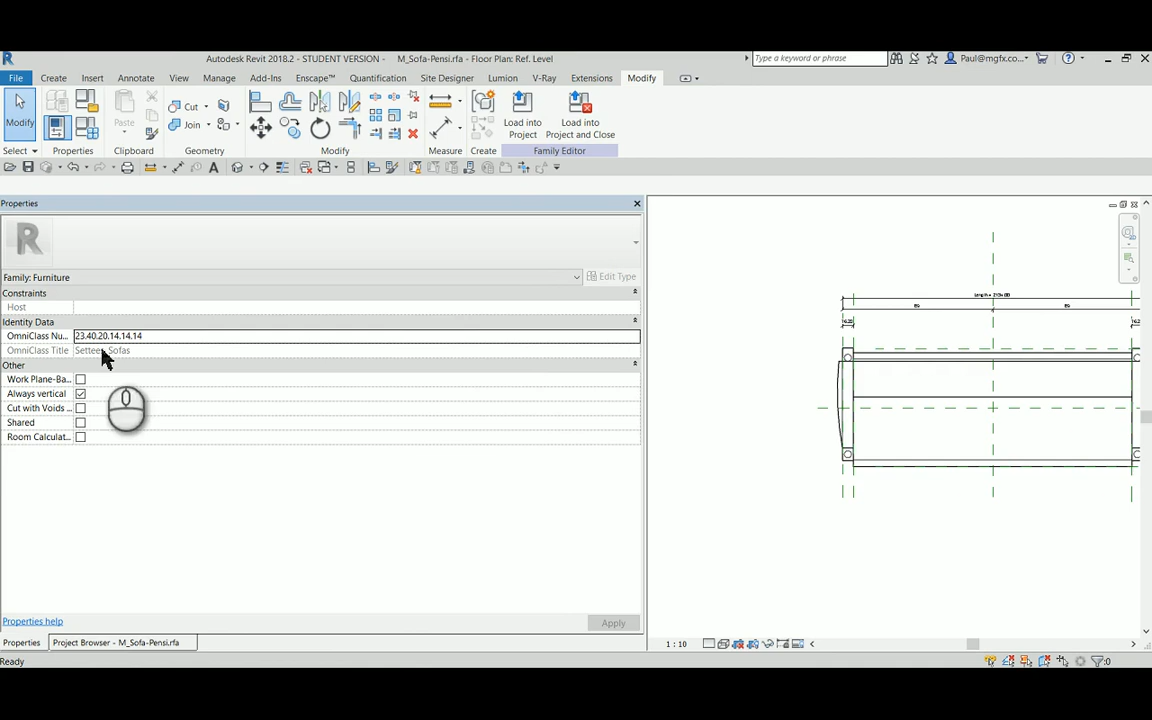 Autodesk Revit 2018.2 - STUDENT VERSION - M_Sofa-Pensi.rfa - Floor Plan: Ref. Level
Type a keyword or phrase
Paul@mgfx.co...
File Create Insert Annotate View Manage Add-Ins Enscape™ Quantification Site Designer Lumion V-Ray Extensions Modify
Modify
Paste
Cut
Join
Load into
Project
Load into
Project and Close
Select Properties Clipboard Geometry Modify Measure Create Family Editor
Properties
R
Family: Furniture
Edit Type
Constraints
Host
Identity Data
OmniClass Nu... 23.40.20.14.14.14
OmniClass Title
Sofas
Other
Work Plane-Ba...
Always vertical
Cut with Voids ...
Shared
Room Calculat...
Properties help
Apply
Properties
Project Browser - M_Sofa-Pensi.rfa
1 : 10
Ready
:0